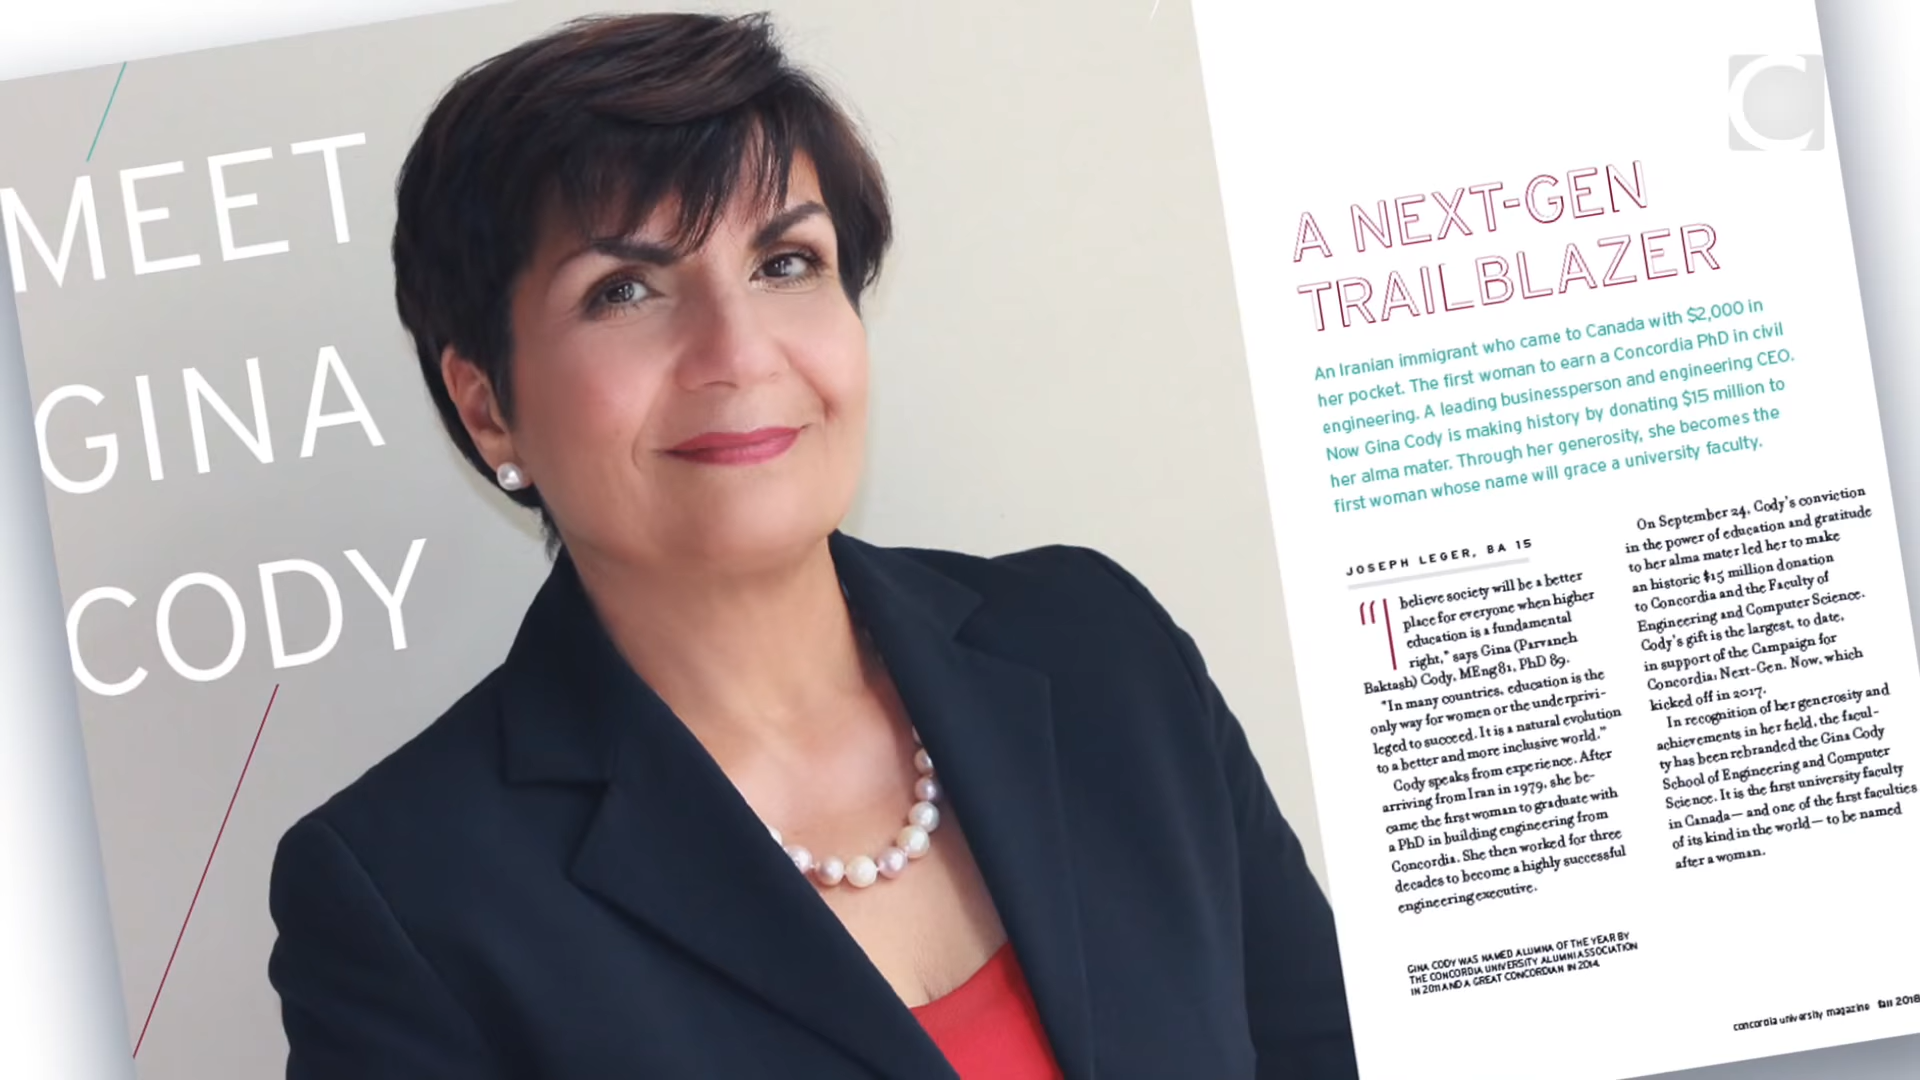 MEET
GINA
CODY
C
A NEXT-GEN
TRAILBLAZER
An Iranian immigrant who came to Canada with $2,000 in
her pocket. The first woman to earn a Concordia PhD in civil
engineering. A leading businessperson and engineering CEO.
Now Gina Cody is making history by donating $15 million to
her alma mater. Through her generosity, she becomes the
first woman whose name will grace a university faculty.
JOSEPH LEGER, BA 15
"I believe society will be a better
place for everyone when higher
education is a fundamental
right," says Gina (Parvaneh
Baktash) Cody, MEng 81, PhD 89.
"In many countries, education is the
only way for women or the underprivi-
leged to succeed. It is a natural evolution
to a better and more inclusive world."
Cody speaks from experience. After
arriving from Iran in 1979, she be-
came the first woman to graduate with
a PhD in building engineering from
Concordia. She then worked for three
decades to become a highly successful
engineering executive.
On September 24, Cody's conviction
in the power of education and gratitude
to her alma mater led her to make
an historic $15 million donation
to Concordia and the Faculty of
Engineering and Computer Science.
Cody's gift is the largest, to date,
in support of the Campaign for
Concordia: Next-Gen. Now, which
kicked off in 2017.
In recognition of her generosity and
achievements in her field, the facul-
ty has been rebranded the Gina Cody
School of Engineering and Computer
Science. It is the first university faculty
in Canada — and one of the first faculties
of its kind in the world — to be named
after a woman.
GINA CODY WAS NAMED ALUMNA OF THE YEAR BY
THE CONCORDIA UNIVERSITY ALUMNI ASSOCIATION
IN 2011 AND A GREAT CONCORDIAN IN 2014.
concordia university magazine fall 2018